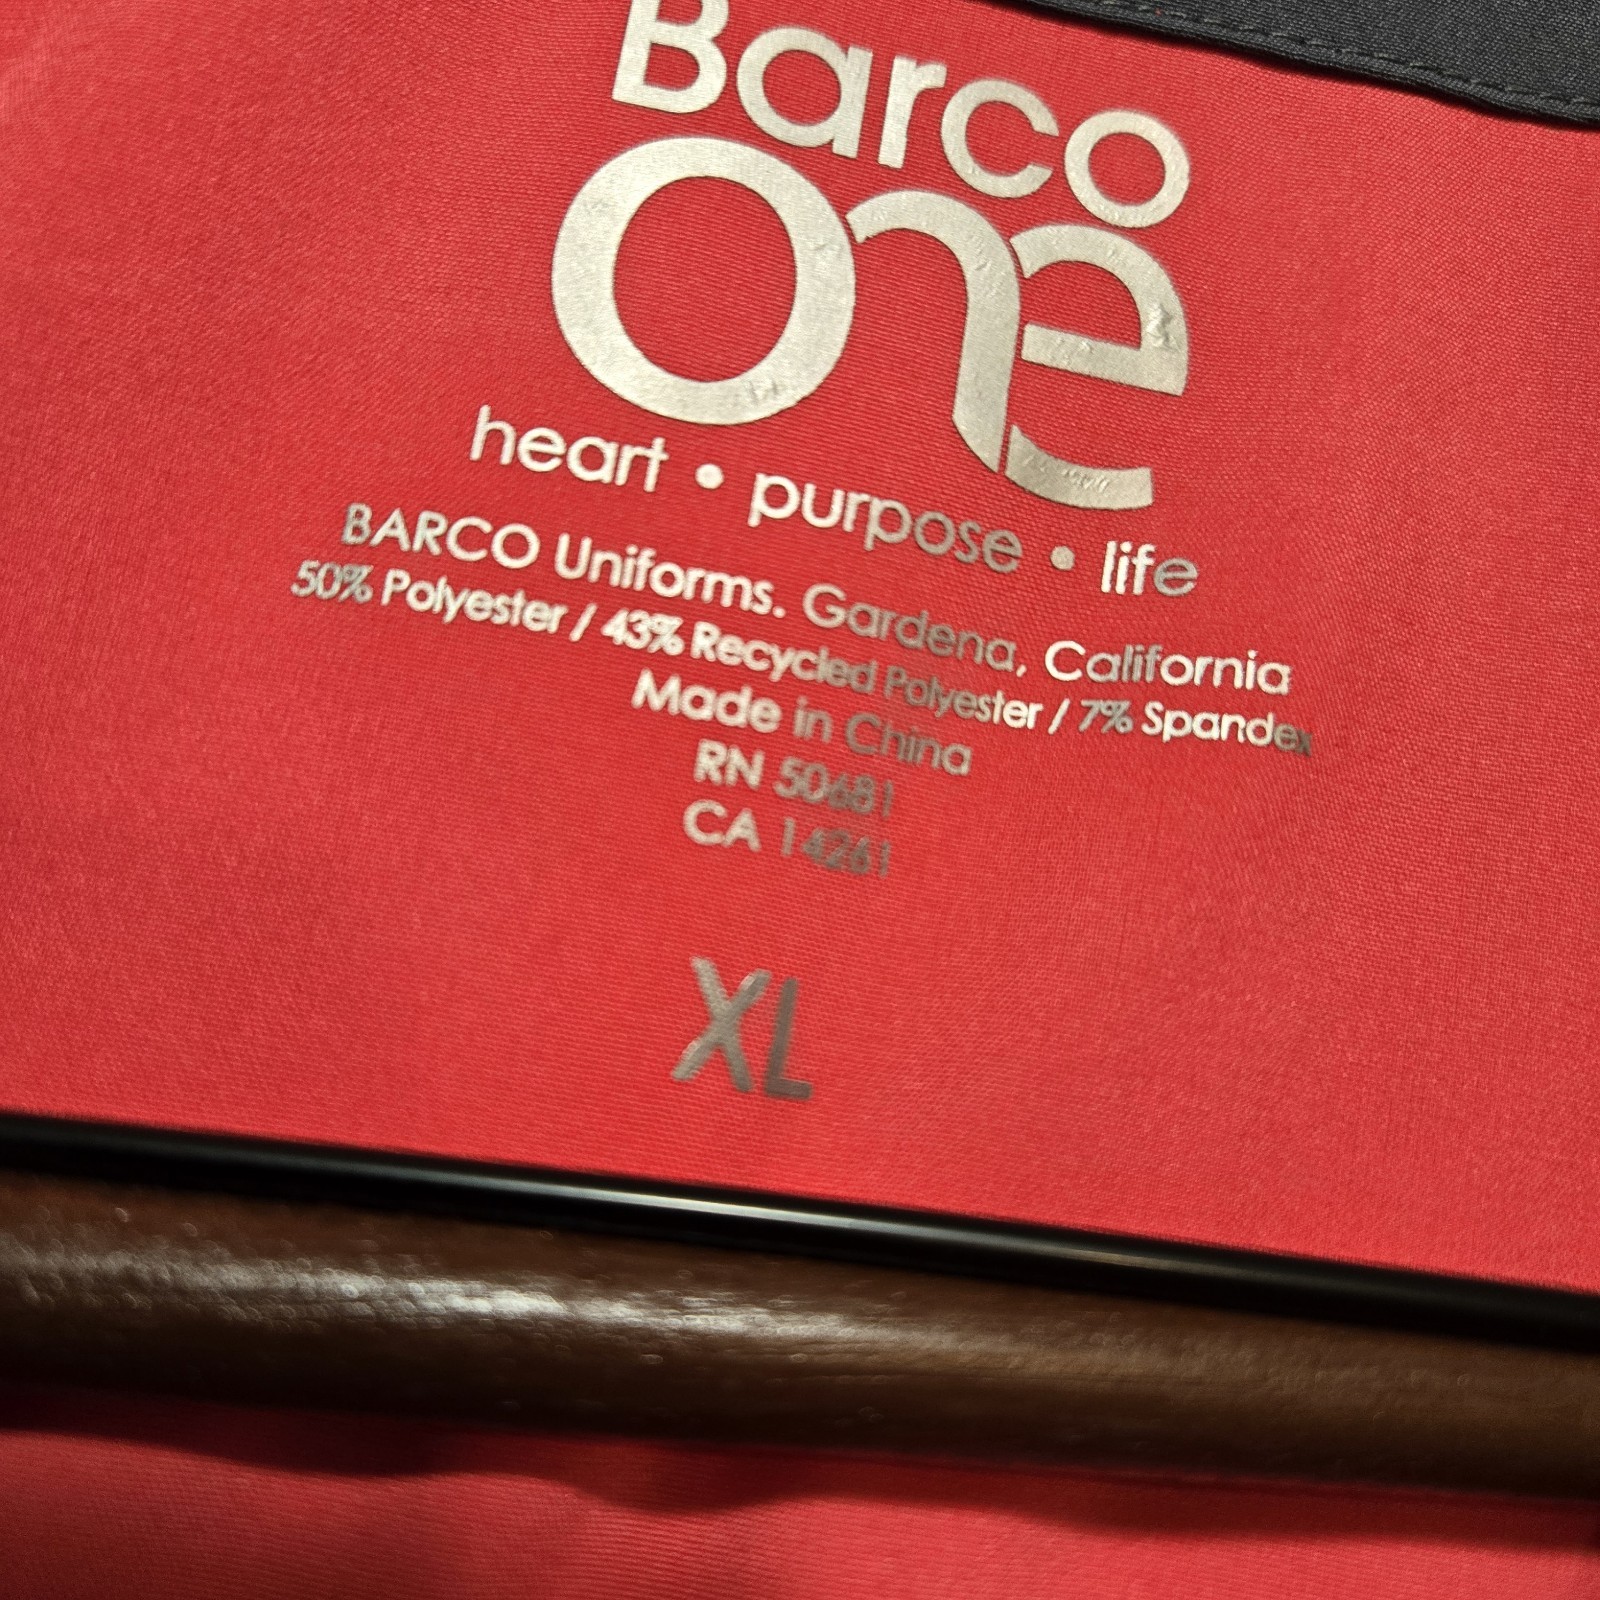 Barco
One
heart • purpose • life
BARCO Uniforms. Gardena, California
50% Polyester / 43% Recycled Polyester / 7% Spandex
Made in China
RN 50681
CA 14261
XL